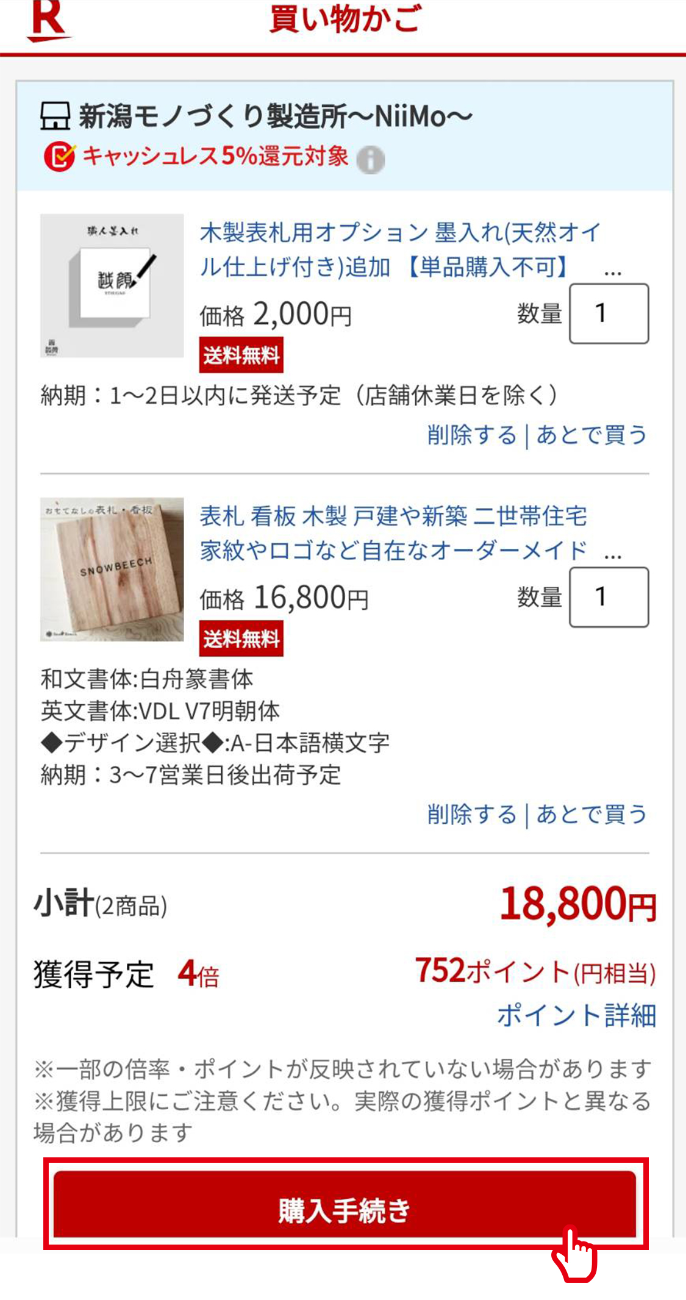 R
買い物かご
新潟モノづくり製造所〜NiiMo〜
キャッシュレス5%還元対象
職人墨入れ
越顔
木製表札用オプション 墨入れ(天然オイ
ル仕上げ付き)追加 【単品購入不可】 ...
価格 2,000円
数量 1
送料無料
納期：1〜2日以内に発送予定（店舗休業日を除く）
削除する | あとで買う
おもてなしの表札・看板
SNOWBEECH
表札 看板 木製 戸建や新築 二世帯住宅
家紋やロゴなど自在なオーダーメイド ...
価格 16,800円
数量 1
送料無料
和文書体:白舟篆書体
英文書体:VDL V7明朝体
◆デザイン選択◆:A-日本語横文字
納期：3〜7営業日後出荷予定
削除する | あとで買う
小計(2商品) 18,800円
獲得予定 4倍 752ポイント(円相当)
ポイント詳細
※一部の倍率・ポイントが反映されていない場合があります
※獲得上限にご注意ください。実際の獲得ポイントと異なる
場合があります
購入手続き